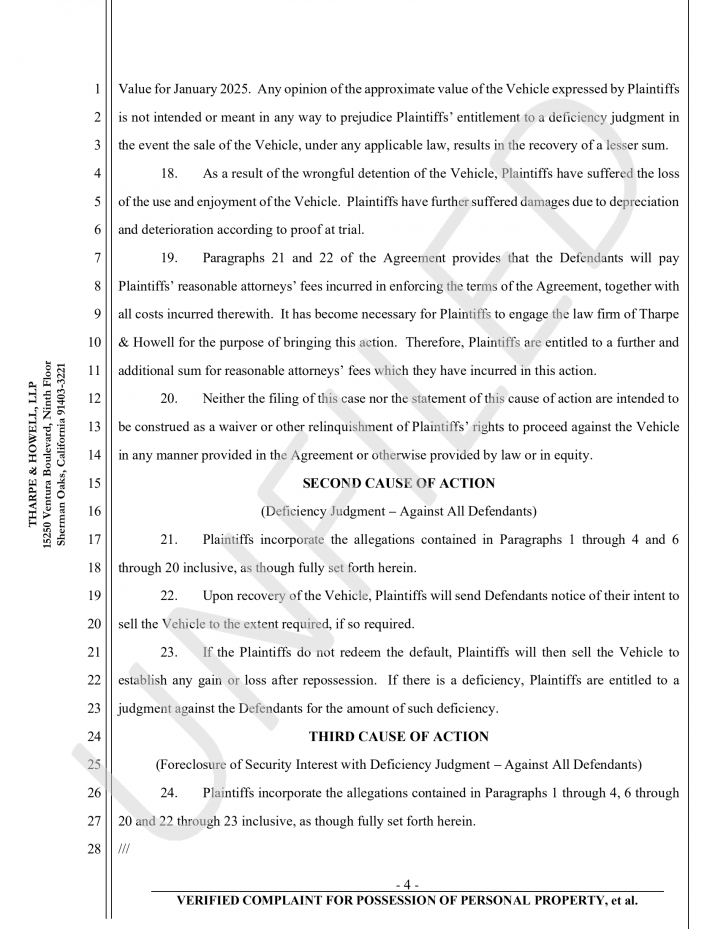 1 Value for January 2025. Any opinion of the approximate value of the Vehicle expressed by Plaintiffs
2 is not intended or meant in any way to prejudice Plaintiffs’ entitlement to a deficiency judgment in
3 the event the sale of the Vehicle, under any applicable law, results in the recovery of a lesser sum.
4 18. As a result of the wrongful detention of the Vehicle, Plaintiffs have suffered the loss
5 of the use and enjoyment of the Vehicle. Plaintiffs have further suffered damages due to depreciation
6 and deterioration according to proof at trial.
7 19. Paragraphs 21 and 22 of the Agreement provides that the Defendants will pay
8 Plaintiffs’ reasonable attorneys’ fees incurred in enforcing the terms of the Agreement, together with
9 all costs incurred therewith. It has become necessary for Plaintiffs to engage the law firm of Tharpe
10 & Howell for the purpose of bringing this action. Therefore, Plaintiffs are entitled to a further and
11 additional sum for reasonable attorneys’ fees which they have incurred in this action.
12 20. Neither the filing of this case nor the statement of this cause of action are intended to
13 be construed as a waiver or other relinquishment of Plaintiffs’ rights to proceed against the Vehicle
14 in any manner provided in the Agreement or otherwise provided by law or in equity.
15 SECOND CAUSE OF ACTION
16 (Deficiency Judgment – Against All Defendants)
17 21. Plaintiffs incorporate the allegations contained in Paragraphs 1 through 4 and 6
18 through 20 inclusive, as though fully set forth herein.
19 22. Upon recovery of the Vehicle, Plaintiffs will send Defendants notice of their intent to
20 sell the Vehicle to the extent required, if so required.
21 23. If the Plaintiffs do not redeem the default, Plaintiffs will then sell the Vehicle to
22 establish any gain or loss after repossession. If there is a deficiency, Plaintiffs are entitled to a
23 judgment against the Defendants for the amount of such deficiency.
24 THIRD CAUSE OF ACTION
25 (Foreclosure of Security Interest with Deficiency Judgment – Against All Defendants)
26 24. Plaintiffs incorporate the allegations contained in Paragraphs 1 through 4, 6 through
27 20 and 22 through 23 inclusive, as though fully set forth herein.
28 ///
- 4 -
VERIFIED COMPLAINT FOR POSSESSION OF PERSONAL PROPERTY, et al.
THARPE & HOWELL, LLP
15250 Ventura Boulevard, Ninth Floor
Sherman Oaks, California 91403-3221
UNFILED